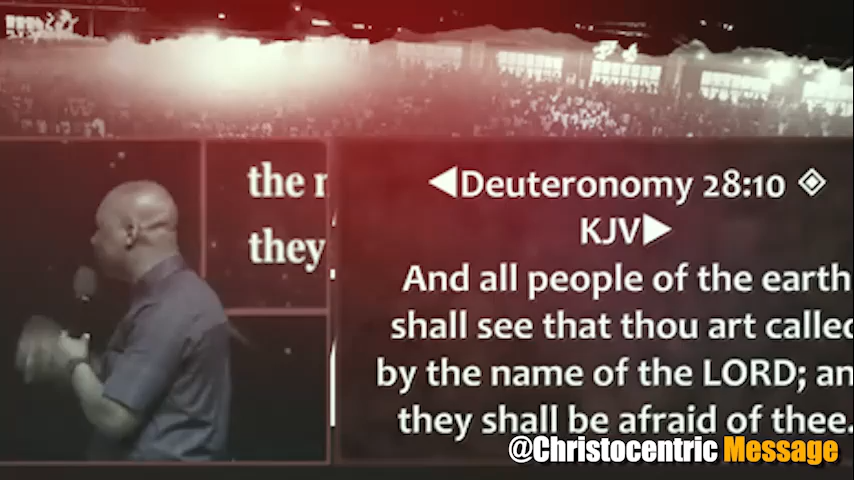 the
they
◀Deuteronomy 28:10 ◈
KJV▶
And all people of the earth
shall see that thou art called
by the name of the LORD; an
they shall be afraid of thee.
@Christocentric Message